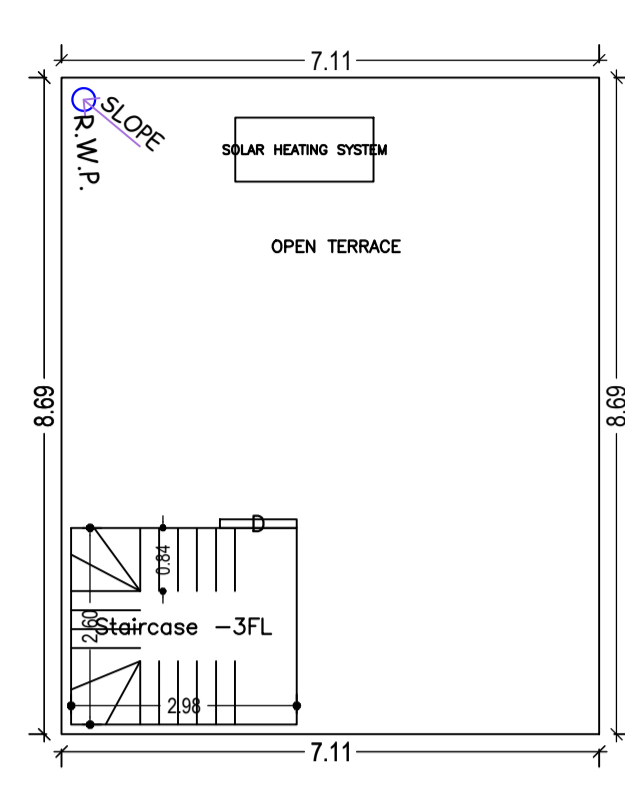 7.11
SLOPE
R.W.P.
SOLAR HEATING SYSTEM
OPEN TERRACE
8.69
8.69
D
0.84
2.60
Staircase -3FL
2.98
7.11